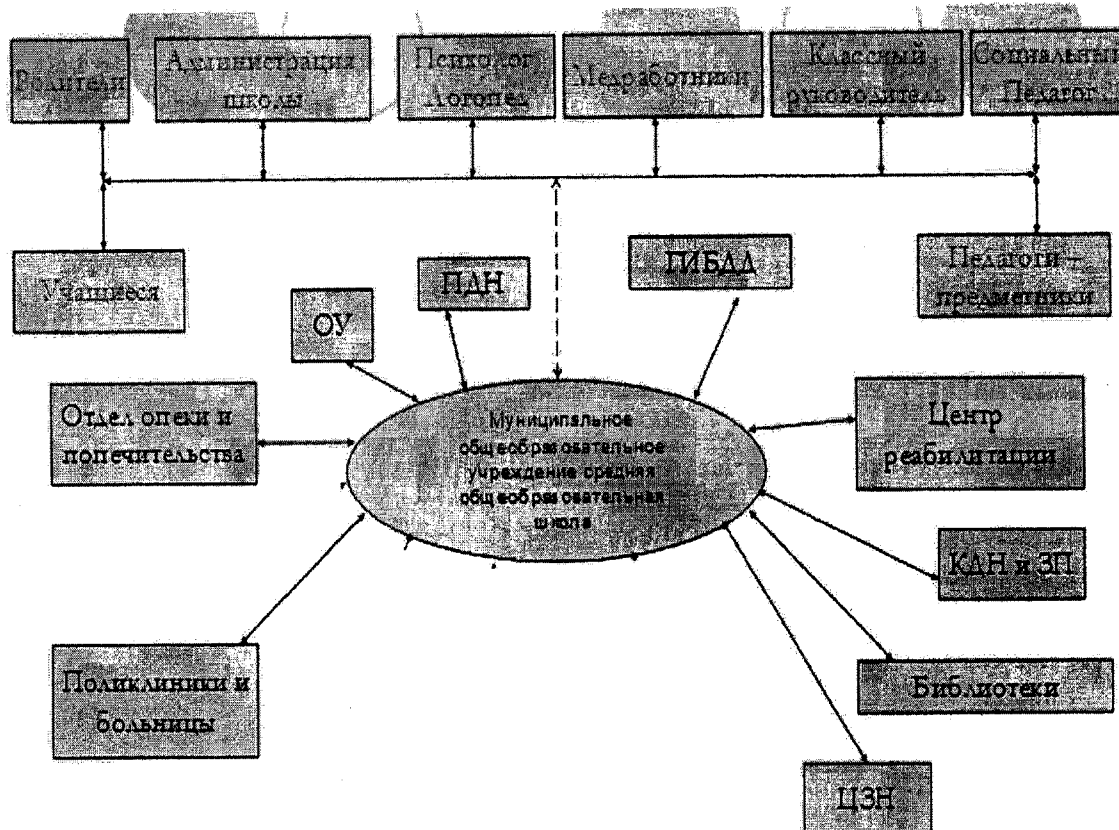 Водители
Администрация
школы
Психолог
Логопед
Медработники
Классный
руководитель
Социальный
Педагог
Учащиеся
ПДН
ГИБДД
Педагоги –
предметники
ОУ
Отдел опеки и
попечительства
Муниципальное
общеобразовательное
учреждение средняя
общеобразовательная
школа
Центр
реабилитации
КДН и ЗП
Поликлиники и
больницы
Библиотеки
ЦЗН